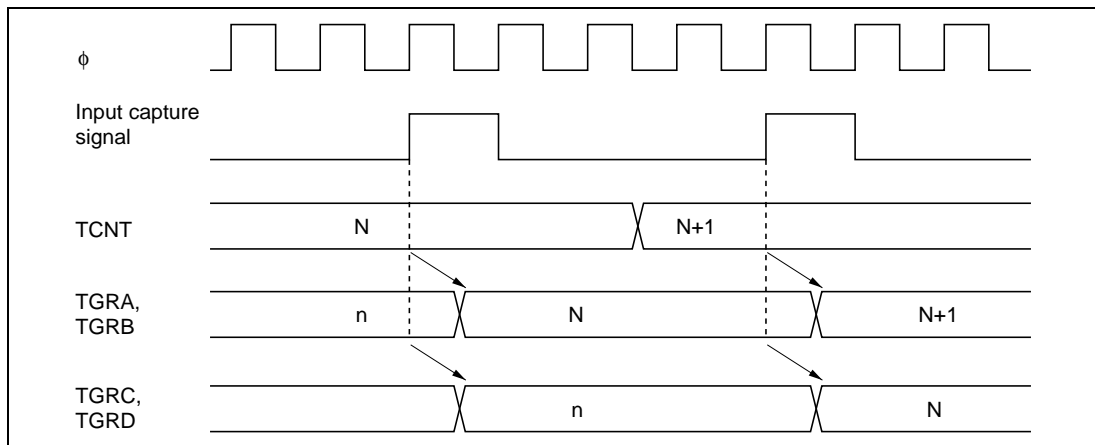 ϕ
Input capture
signal
TCNT
N
N+1
TGRA,
TGRB
n
N
N+1
TGRC,
TGRD
n
N